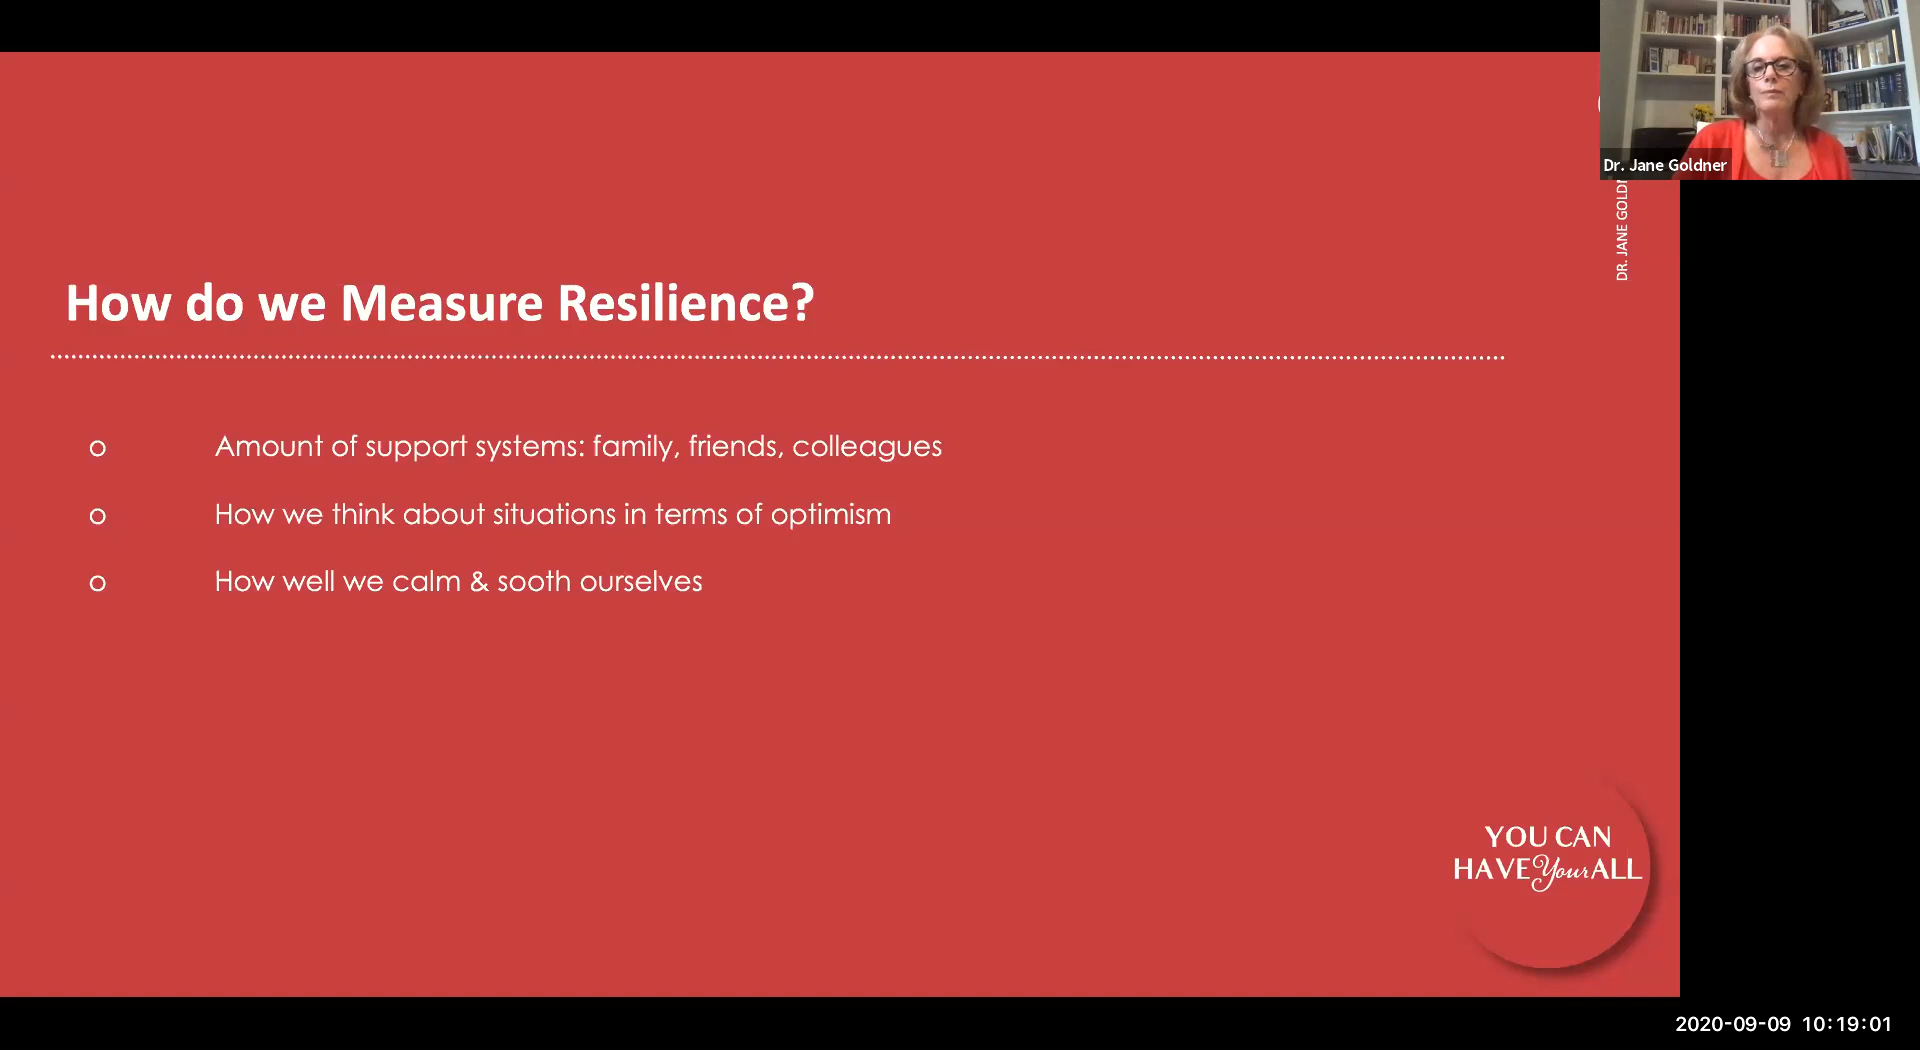 Dr. Jane Goldner
DR. JANE
How do we Measure Resilience?
o Amount of support systems: family, friends, colleagues
o How we think about situations in terms of optimism
o How well we calm & sooth ourselves
YOU CAN
HAVE Your ALL
2020-09-09 10:19:01